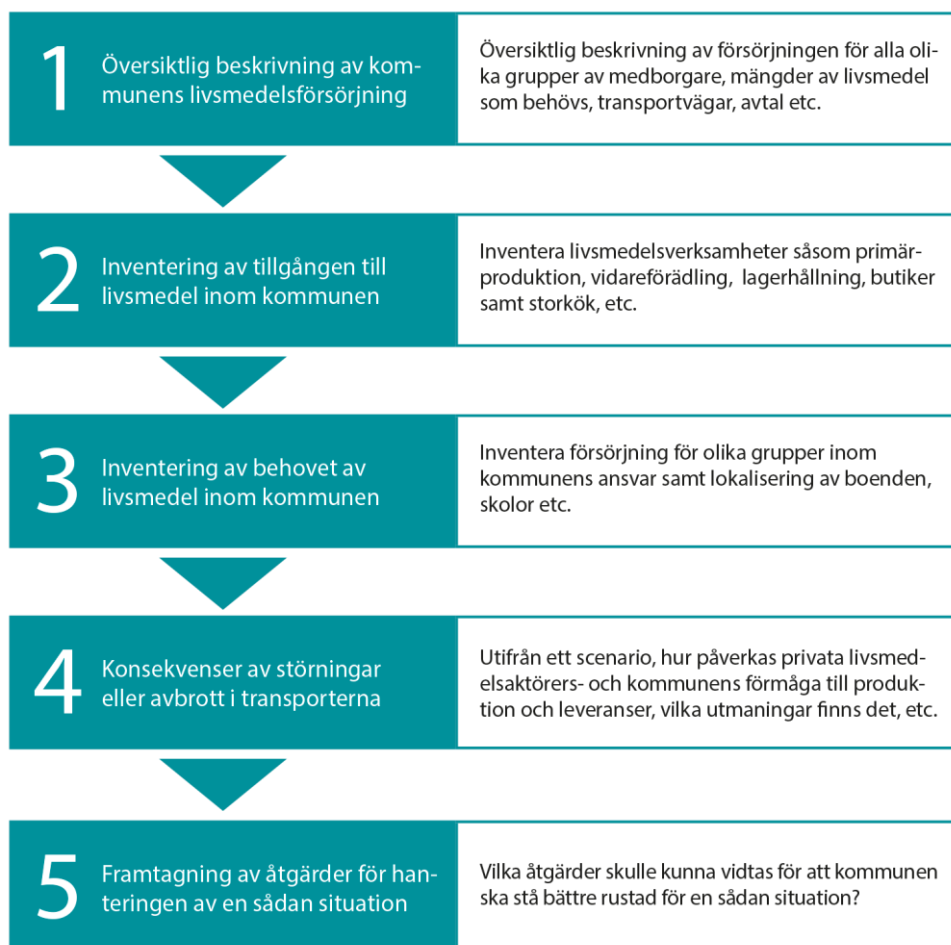 1
Översiktlig beskrivning av kom-
munens livsmedelsförsörjning
Översiktlig beskrivning av försörjningen för alla oli-
ka grupper av medborgare, mängder av livsmedel
som behövs, transportvägar, avtal etc.
2
Inventering av tillgången till
livsmedel inom kommunen
Inventera livsmedelsverksamheter såsom primär-
produktion, vidareförädling, lagerhållning, butiker
samt storkök, etc.
3
Inventering av behovet av
livsmedel inom kommunen
Inventera försörjning för olika grupper inom
kommunens ansvar samt lokalisering av boenden,
skolor etc.
4
Konsekvenser av störningar
eller avbrott i transporterna
Utifrån ett scenario, hur påverkas privata livsmed-
elsaktörers- och kommunens förmåga till produk-
tion och leveranser, vilka utmaningar finns det, etc.
5
Framtagning av åtgärder för han-
teringen av en sådan situation
Vilka åtgärder skulle kunna vidtas för att kommunen
ska stå bättre rustad för en sådan situation?